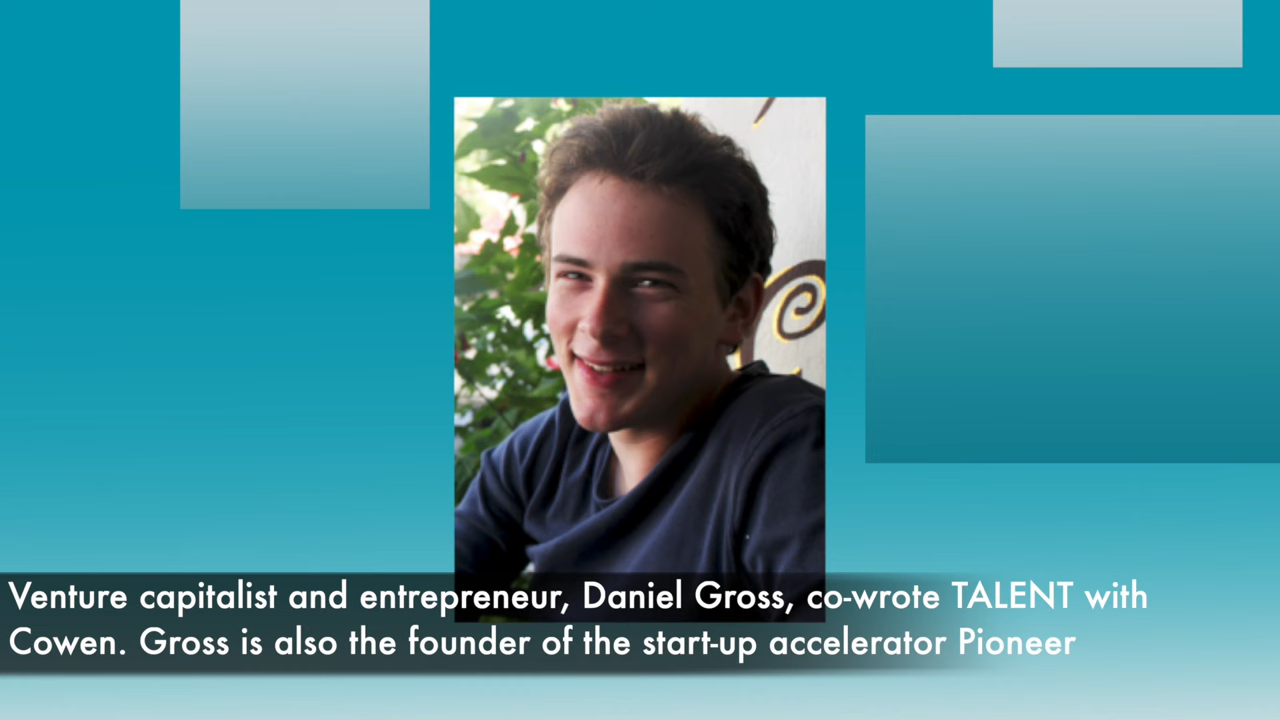 Venture capitalist and entrepreneur, Daniel Gross, co-wrote TALENT with
Cowen. Gross is also the founder of the start-up accelerator Pioneer